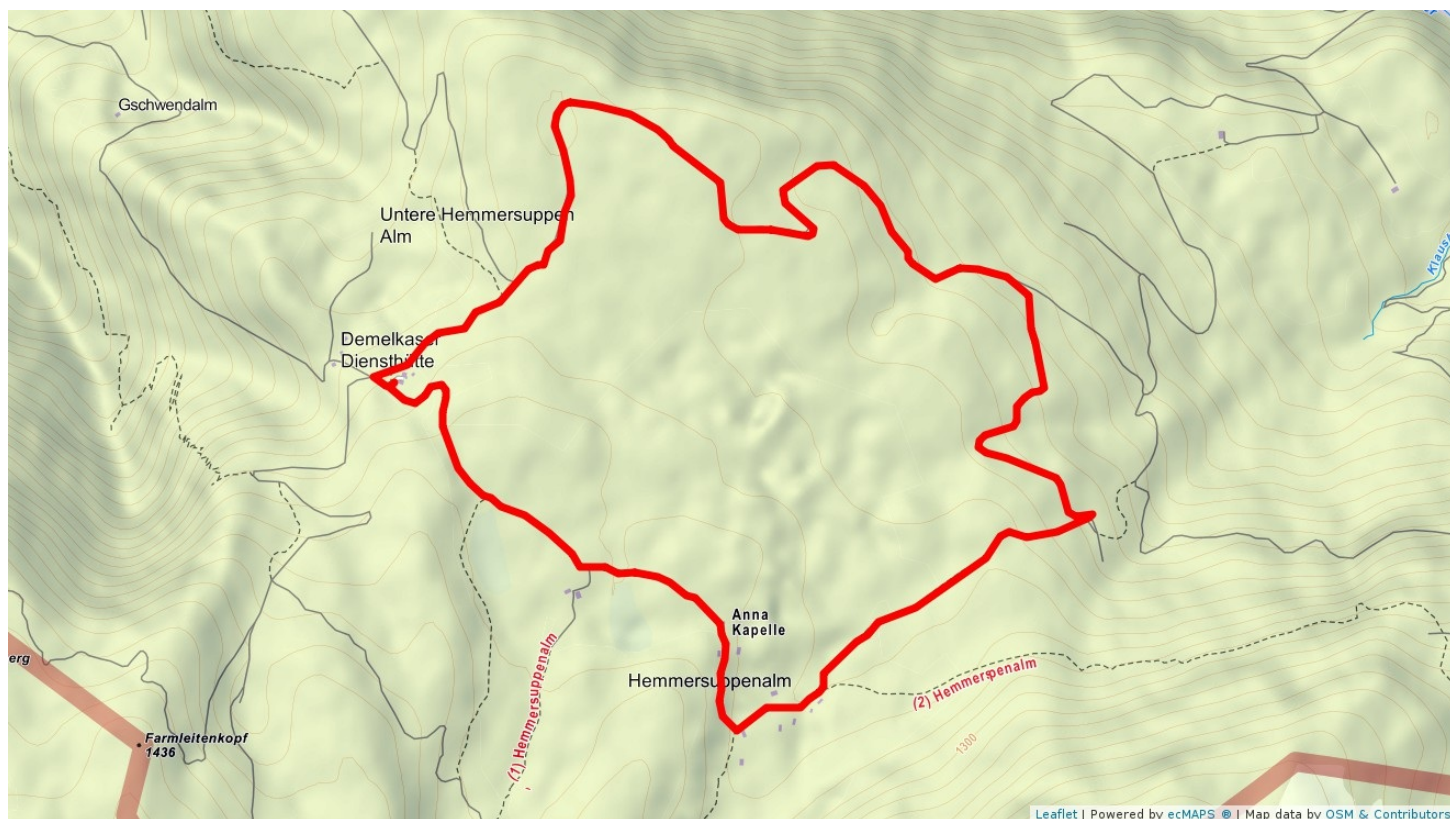 Gschwendalm
Untere Hemmersuppen
Alm
Demelkaser
Diensthütte
Anna
Kapelle
Hemmersuppenalm
(1) Hemmersuppenalm
(2) Hemmerspenalm
1300
erg
Farmleitenkopf
1436
Leaflet | Powered by ecMAPS ® | Map data by OSM & Contributors